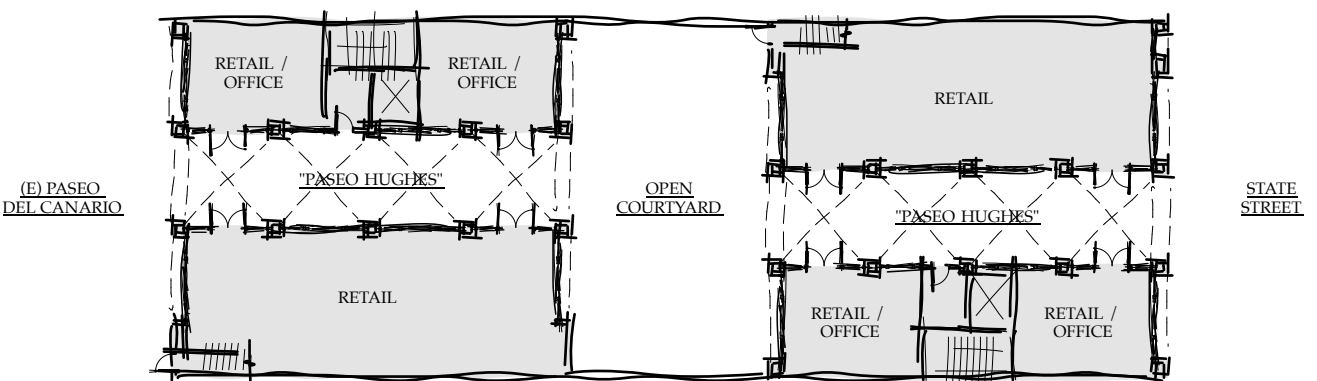 RETAIL /
OFFICE
RETAIL /
OFFICE
RETAIL
(E) PASEO
DEL CANARIO
"PASEO HUGHES"
OPEN
COURTYARD
"PASEO HUGHES"
STATE
STREET
RETAIL
RETAIL /
OFFICE
RETAIL /
OFFICE